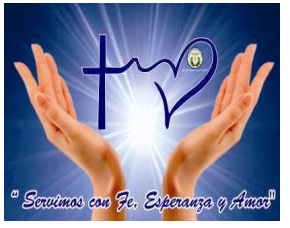 “ Servimos con Fe, Esperanza y Amor"